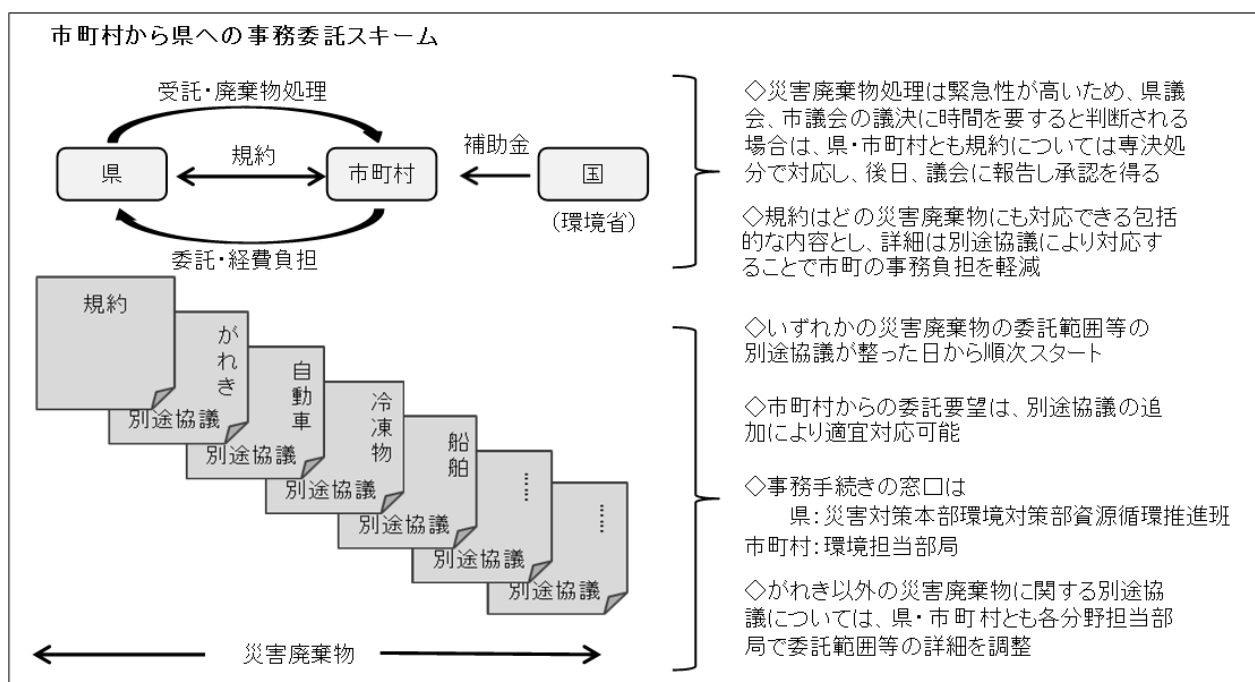 市町村から県への事務委託スキーム
受託・廃棄物処理
県
規約
市町村
補助金
国
（環境省）
委託・経費負担
◇災害廃棄物処理は緊急性が高いため、県議
会、市議会の議決に時間を要すると判断される
場合は、県・市町村とも規約については専決処
分で対応し、後日、議会に報告し承認を得る
◇規約はどの災害廃棄物にも対応できる包括
的な内容とし、詳細は別途協議により対応す
ることで市町の事務負担を軽減
規約
がれき
別途協議
自動車
別途協議
冷凍物
別途協議
船舶
別途協議
……
別途協議
……
別途協議
災害廃棄物
◇いずれかの災害廃棄物の委託範囲等の
別途協議が整った日から順次スタート
◇市町村からの委託要望は、別途協議の追
加により適宜対応可能
◇事務手続きの窓口は
県：災害対策本部環境対策部資源循環推進班
市町村：環境担当部局
◇がれき以外の災害廃棄物に関する別途協
議については、県・市町村とも各分野担当部
局で委託範囲等の詳細を調整